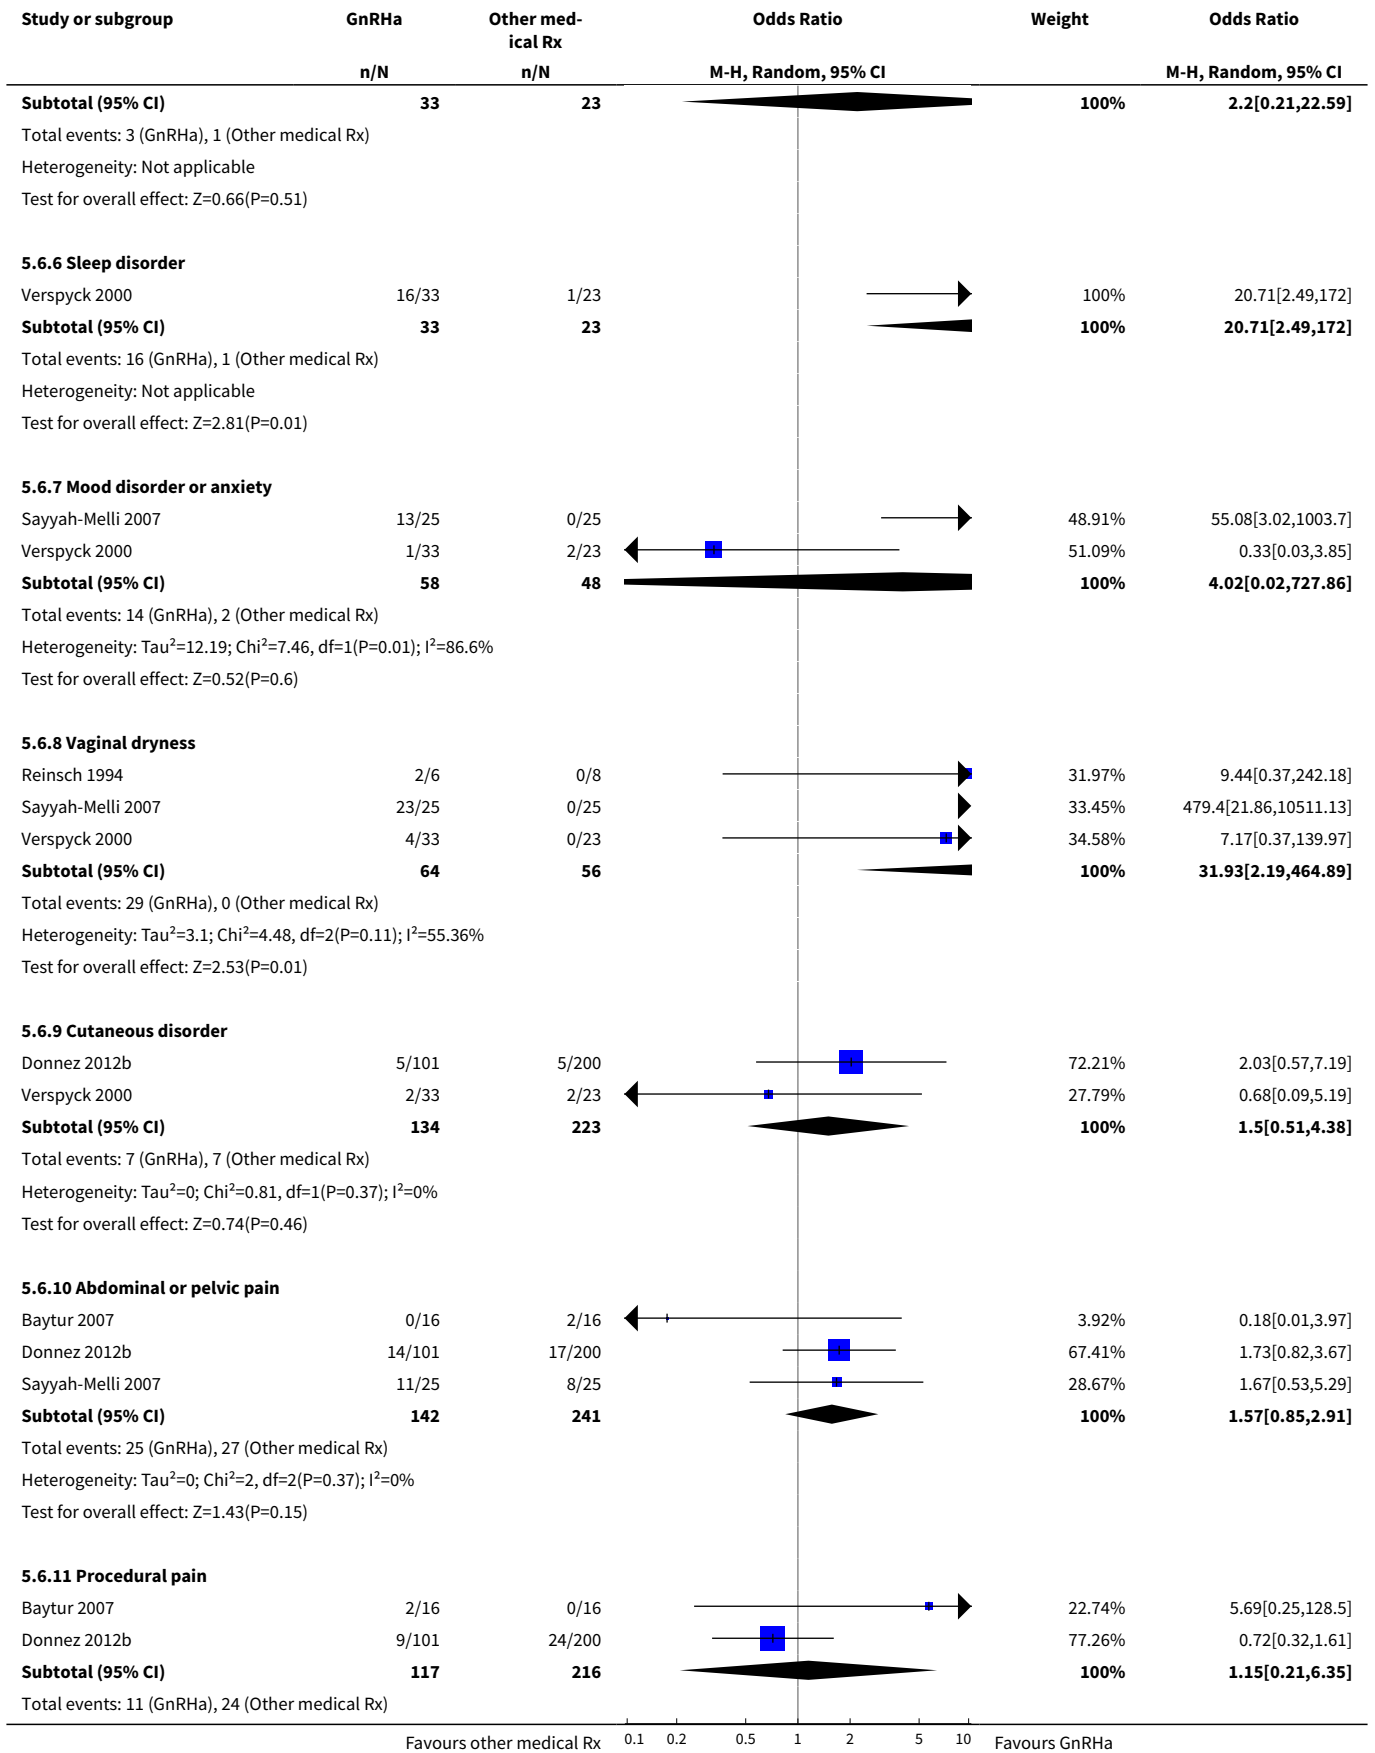 Study or subgroup GnRHa Other med- Odds Ratio Weight Odds Ratio
ical Rx
n/N n/N M-H, Random, 95% CI M-H, Random, 95% CI
Subtotal (95% CI) 33 23 100% 2.2[0.21,22.59]
Total events: 3 (GnRHa), 1 (Other medical Rx)
Heterogeneity: Not applicable
Test for overall effect: Z=0.66(P=0.51)
5.6.6 Sleep disorder
Verspyck 2000 16/33 1/23 100% 20.71[2.49,172]
Subtotal (95% CI) 33 23 100% 20.71[2.49,172]
Total events: 16 (GnRHa), 1 (Other medical Rx)
Heterogeneity: Not applicable
Test for overall effect: Z=2.81(P=0.01)
5.6.7 Mood disorder or anxiety
Sayyah-Melli 2007 13/25 0/25 48.91% 55.08[3.02,1003.7]
Verspyck 2000 1/33 2/23 51.09% 0.33[0.03,3.85]
Subtotal (95% CI) 58 48 100% 4.02[0.02,727.86]
Total events: 14 (GnRHa), 2 (Other medical Rx)
Heterogeneity: Tau²=12.19; Chi²=7.46, df=1(P=0.01); I²=86.6%
Test for overall effect: Z=0.52(P=0.6)
5.6.8 Vaginal dryness
Reinsch 1994 2/6 0/8 31.97% 9.44[0.37,242.18]
Sayyah-Melli 2007 23/25 0/25 33.45% 479.4[21.86,10511.13]
Verspyck 2000 4/33 0/23 34.58% 7.17[0.37,139.97]
Subtotal (95% CI) 64 56 100% 31.93[2.19,464.89]
Total events: 29 (GnRHa), 0 (Other medical Rx)
Heterogeneity: Tau²=3.1; Chi²=4.48, df=2(P=0.11); I²=55.36%
Test for overall effect: Z=2.53(P=0.01)
5.6.9 Cutaneous disorder
Donnez 2012b 5/101 5/200 72.21% 2.03[0.57,7.19]
Verspyck 2000 2/33 2/23 27.79% 0.68[0.09,5.19]
Subtotal (95% CI) 134 223 100% 1.5[0.51,4.38]
Total events: 7 (GnRHa), 7 (Other medical Rx)
Heterogeneity: Tau²=0; Chi²=0.81, df=1(P=0.37); I²=0%
Test for overall effect: Z=0.74(P=0.46)
5.6.10 Abdominal or pelvic pain
Baytur 2007 0/16 2/16 3.92% 0.18[0.01,3.97]
Donnez 2012b 14/101 17/200 67.41% 1.73[0.82,3.67]
Sayyah-Melli 2007 11/25 8/25 28.67% 1.67[0.53,5.29]
Subtotal (95% CI) 142 241 100% 1.57[0.85,2.91]
Total events: 25 (GnRHa), 27 (Other medical Rx)
Heterogeneity: Tau²=0; Chi²=2, df=2(P=0.37); I²=0%
Test for overall effect: Z=1.43(P=0.15)
5.6.11 Procedural pain
Baytur 2007 2/16 0/16 22.74% 5.69[0.25,128.5]
Donnez 2012b 9/101 24/200 77.26% 0.72[0.32,1.61]
Subtotal (95% CI) 117 216 100% 1.15[0.21,6.35]
Total events: 11 (GnRHa), 24 (Other medical Rx)
Favours other medical Rx 0.1 0.2 0.5 1 2 5 10 Favours GnRHa